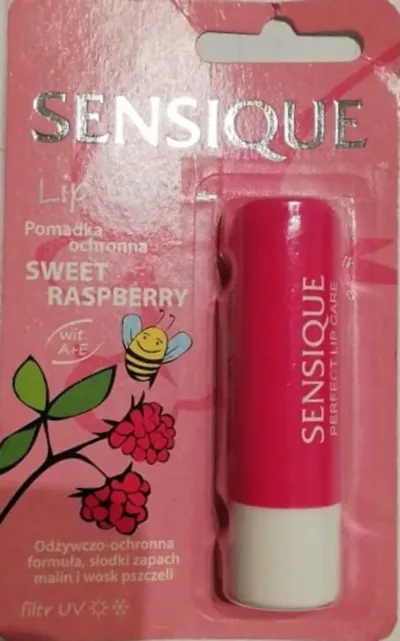 SENSIQUE
Lip
Pomadka
ochronna
SWEET
RASPBERRY
wit.
A+E
SENSIQUE
PERFECT LIP CARE
Odżywczo-ochronna
formuła, słodki zapach
malin i wosk pszczeli
filtr UV